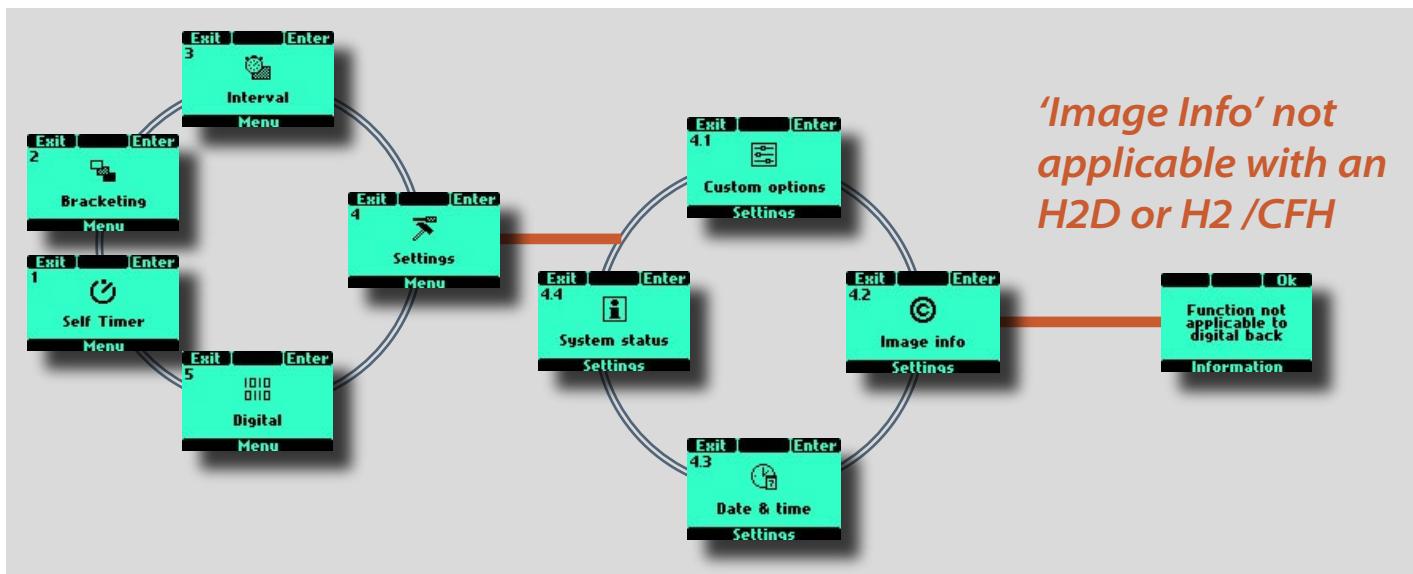 Exit Enter
3
Interval
Menu
Exit Enter
2
Bracketing
Menu
Exit Enter
1
Self Timer
Menu
Exit Enter
5
1010
0110
Digital
Menu
Exit Enter
4
Settings
Menu
Exit Enter
4.1
Custom options
Settings
Exit Enter
4.4
System status
Settings
Exit Enter
4.2
©
Image info
Settings
Exit Enter
4.3
Date & time
Settings
‘Image Info’ not
applicable with an
H2D or H2 /CFH
Ok
Function not
applicable to
digital back
Information